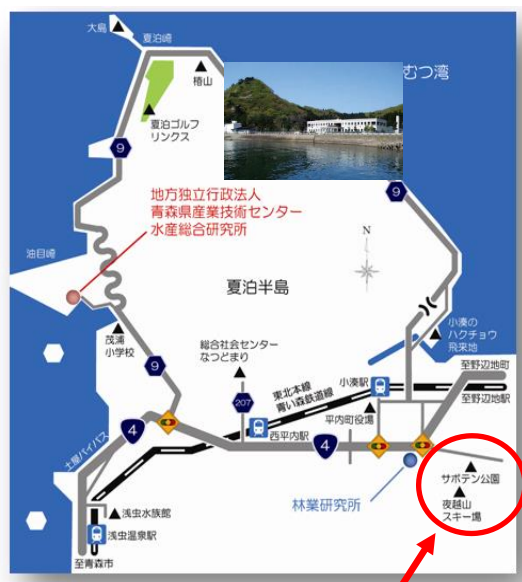 大島
夏泊崎
椿山
むつ湾
夏泊ゴルフ
リンクス
9
9
地方独立行政法人
青森県産業技術センター
水産総合研究所
N
油目崎
夏泊半島
茂浦
小学校
総合社会センター
なつどまり
小湊の
ハクチョウ
飛来地
9
207
東北本線
青い森鉄道線
小湊駅
至野辺地町
至野辺地駅
平内町役場
4
西平内駅
4
土屋バイパス
サボテン公園
夜越山
スキー場
林業研究所
浅虫水族館
浅虫温泉駅
至青森市